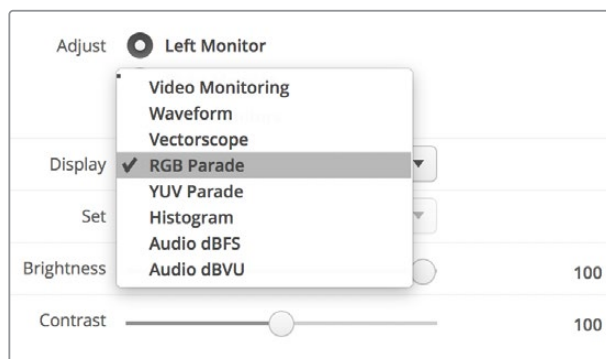 Adjust Left Monitor
Video Monitoring
Waveform
Vectorscope
Display ✔ RGB Parade
YUV Parade
Set Histogram
Audio dBFS
Brightness Audio dBVU 100
Contrast 100